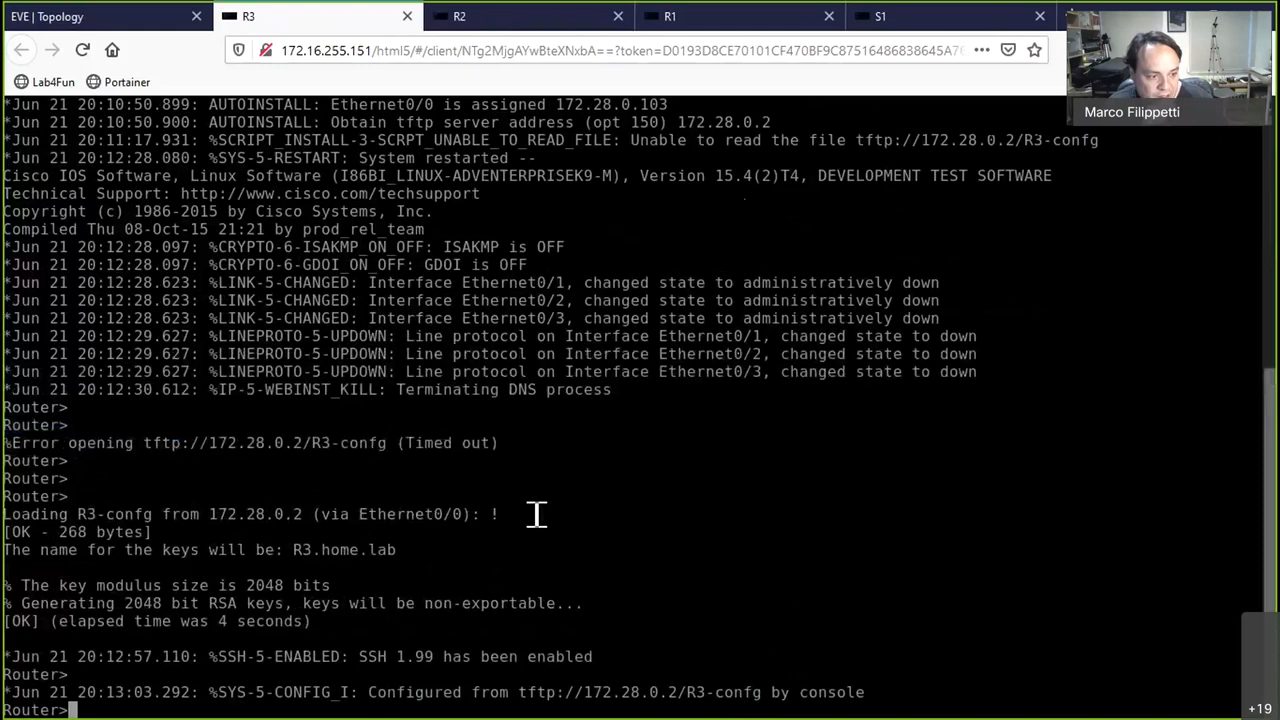 EVE | Topology
R3
R2
R1
S1
172.16.255.151/html5/#/client/NTg2MjgAYwBteXNxbA==?token=D0193D8CE70101CF470BF9C87516486838645A76
Lab4Fun
Portainer
Marco Filippetti
*Jun 21 20:10:50.899: AUTOINSTALL: Ethernet0/0 is assigned 172.28.0.103
*Jun 21 20:10:50.900: AUTOINSTALL: Obtain tftp server address (opt 150) 172.28.0.2
*Jun 21 20:11:17.931: %SCRIPT_INSTALL-3-SCRPT_UNABLE_TO_READ_FILE: Unable to read the file tftp://172.28.0.2/R3-confg
*Jun 21 20:12:28.080: %SYS-5-RESTART: System restarted --
Cisco IOS Software, Linux Software (I86BI_LINUX-ADVENTERPRISEK9-M), Version 15.4(2)T4, DEVELOPMENT TEST SOFTWARE
Technical Support: http://www.cisco.com/techsupport
Copyright (c) 1986-2015 by Cisco Systems, Inc.
Compiled Thu 08-Oct-15 21:21 by prod_rel_team
*Jun 21 20:12:28.097: %CRYPTO-6-ISAKMP_ON_OFF: ISAKMP is OFF
*Jun 21 20:12:28.097: %CRYPTO-6-GDOI_ON_OFF: GDOI is OFF
*Jun 21 20:12:28.623: %LINK-5-CHANGED: Interface Ethernet0/1, changed state to administratively down
*Jun 21 20:12:28.623: %LINK-5-CHANGED: Interface Ethernet0/2, changed state to administratively down
*Jun 21 20:12:28.623: %LINK-5-CHANGED: Interface Ethernet0/3, changed state to administratively down
*Jun 21 20:12:29.627: %LINEPROTO-5-UPDOWN: Line protocol on Interface Ethernet0/1, changed state to down
*Jun 21 20:12:29.627: %LINEPROTO-5-UPDOWN: Line protocol on Interface Ethernet0/2, changed state to down
*Jun 21 20:12:29.627: %LINEPROTO-5-UPDOWN: Line protocol on Interface Ethernet0/3, changed state to down
*Jun 21 20:12:30.612: %IP-5-WEBINST_KILL: Terminating DNS process
Router>
Router>
%Error opening tftp://172.28.0.2/R3-confg (Timed out)
Router>
Router>
Router>
Loading R3-confg from 172.28.0.2 (via Ethernet0/0): !
[OK - 268 bytes]
The name for the keys will be: R3.home.lab
% The key modulus size is 2048 bits
% Generating 2048 bit RSA keys, keys will be non-exportable...
[OK] (elapsed time was 4 seconds)
*Jun 21 20:12:57.110: %SSH-5-ENABLED: SSH 1.99 has been enabled
Router>
*Jun 21 20:13:03.292: %SYS-5-CONFIG_I: Configured from tftp://172.28.0.2/R3-confg by console
Router>
+19